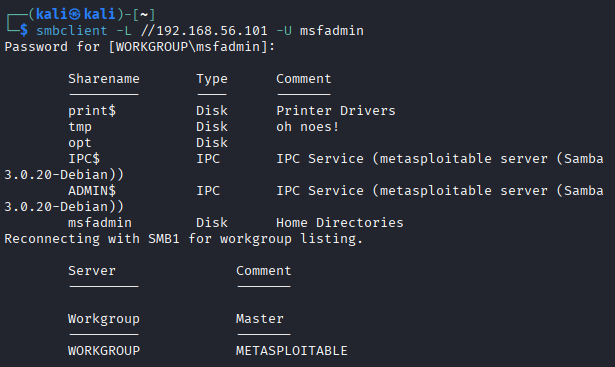 ┌──(kali㉿kali)-[~]
└─$ smbclient -L //192.168.56.101 -U msfadmin
Password for [WORKGROUP\msfadmin]:
Sharename Type Comment
--------- ---- -------
print$ Disk Printer Drivers
tmp Disk oh noes!
opt Disk
IPC$ IPC IPC Service (metasploitable server (Samba
3.0.20-Debian))
ADMIN$ IPC IPC Service (metasploitable server (Samba
3.0.20-Debian))
msfadmin Disk Home Directories
Reconnecting with SMB1 for workgroup listing.
Server Comment
--------- -------
Workgroup Master
--------- -------
WORKGROUP METASPLOITABLE